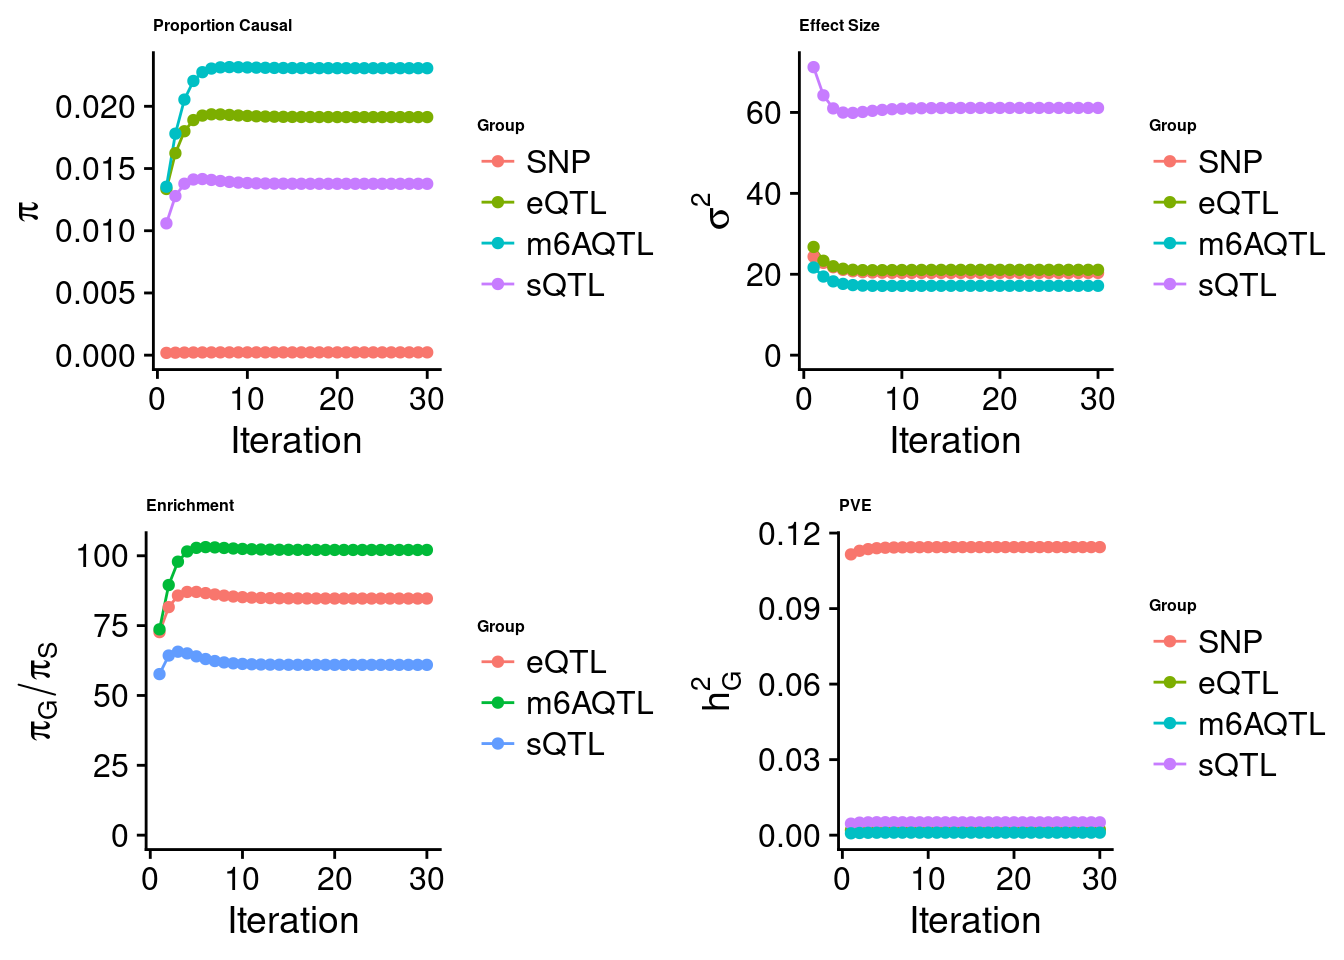 Proportion Causal
π
0.020
0.015
0.010
0.005
0.000
0 10 20 30
Iteration
Group
SNP
eQTL
m6AQTL
sQTL
Effect Size
σ²
60
40
20
0
0 10 20 30
Iteration
Group
SNP
eQTL
m6AQTL
sQTL
Enrichment
π_G/π_S
100
75
50
25
0
0 10 20 30
Iteration
Group
eQTL
m6AQTL
sQTL
PVE
h²_G
0.12
0.09
0.06
0.03
0.00
0 10 20 30
Iteration
Group
SNP
eQTL
m6AQTL
sQTL